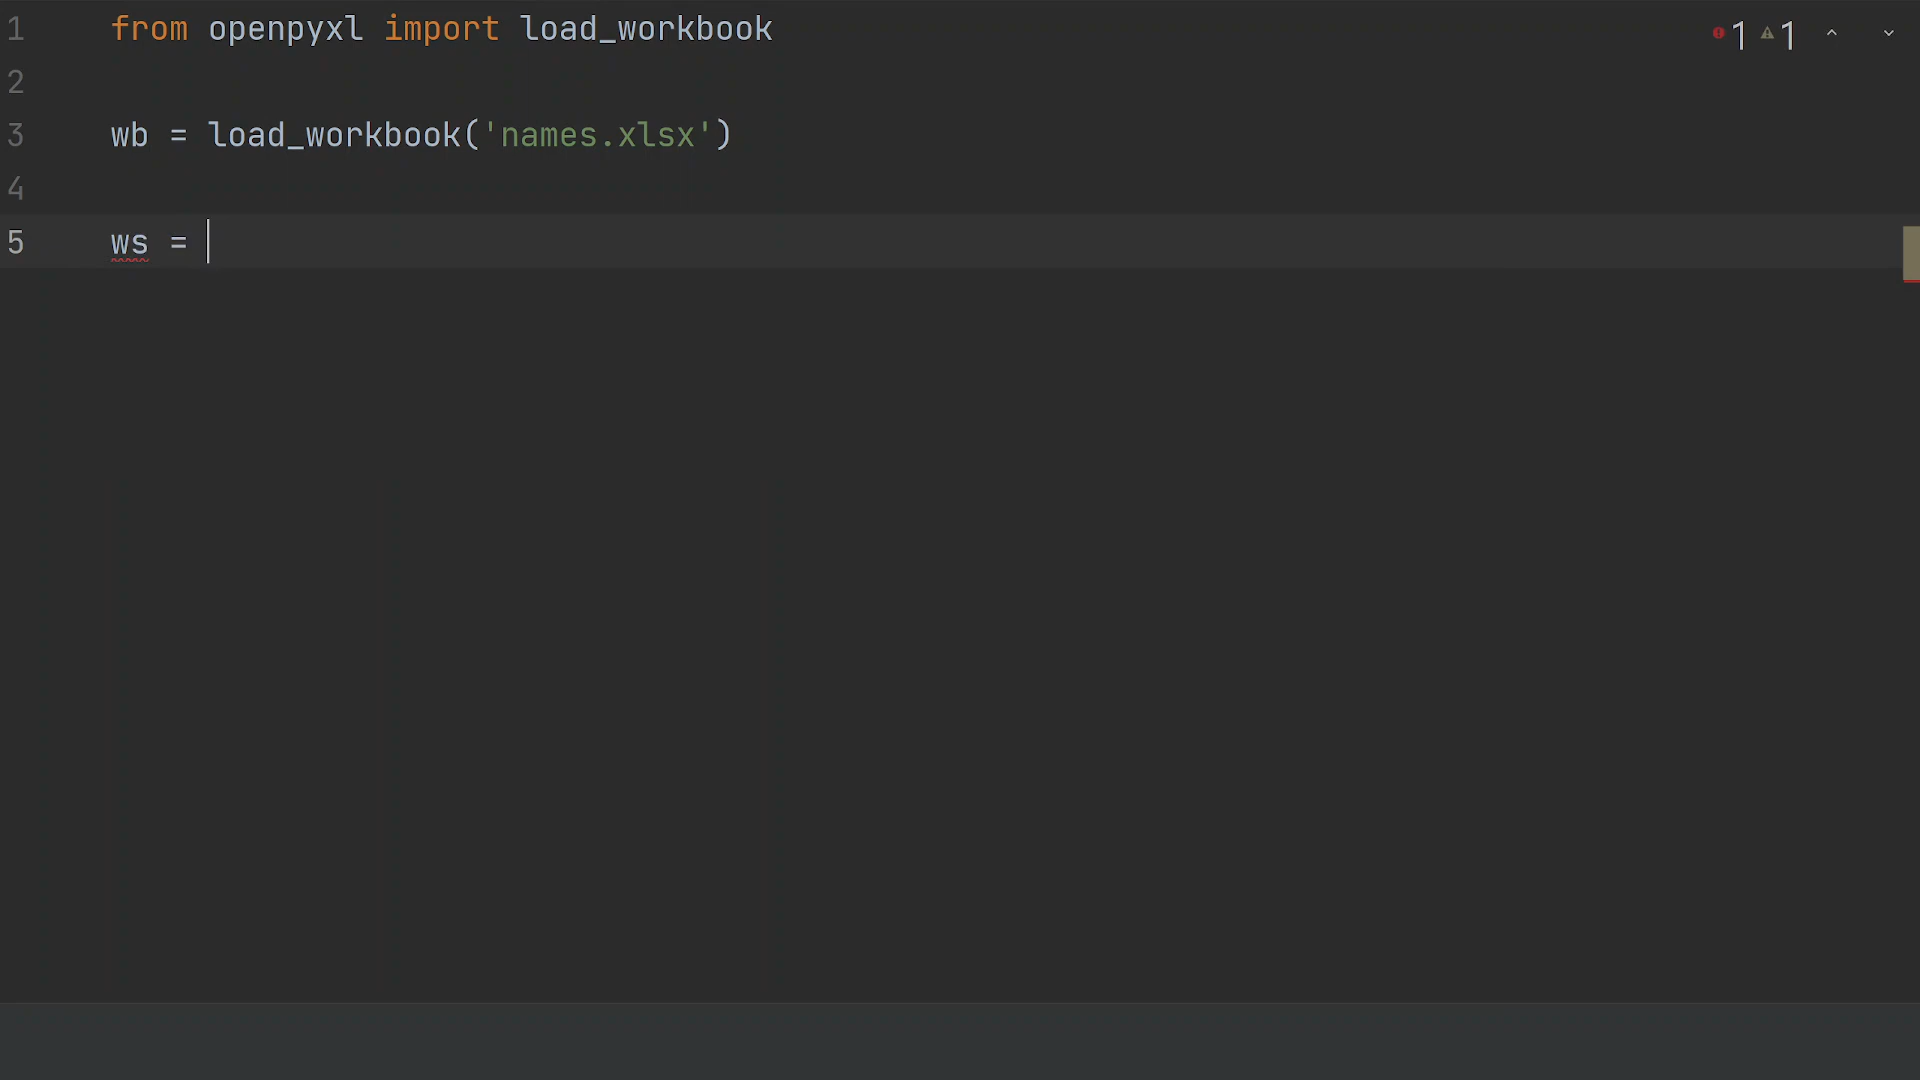 1 from openpyxl import load_workbook
1 1
2
3 wb = load_workbook('names.xlsx')
4
5 ws =